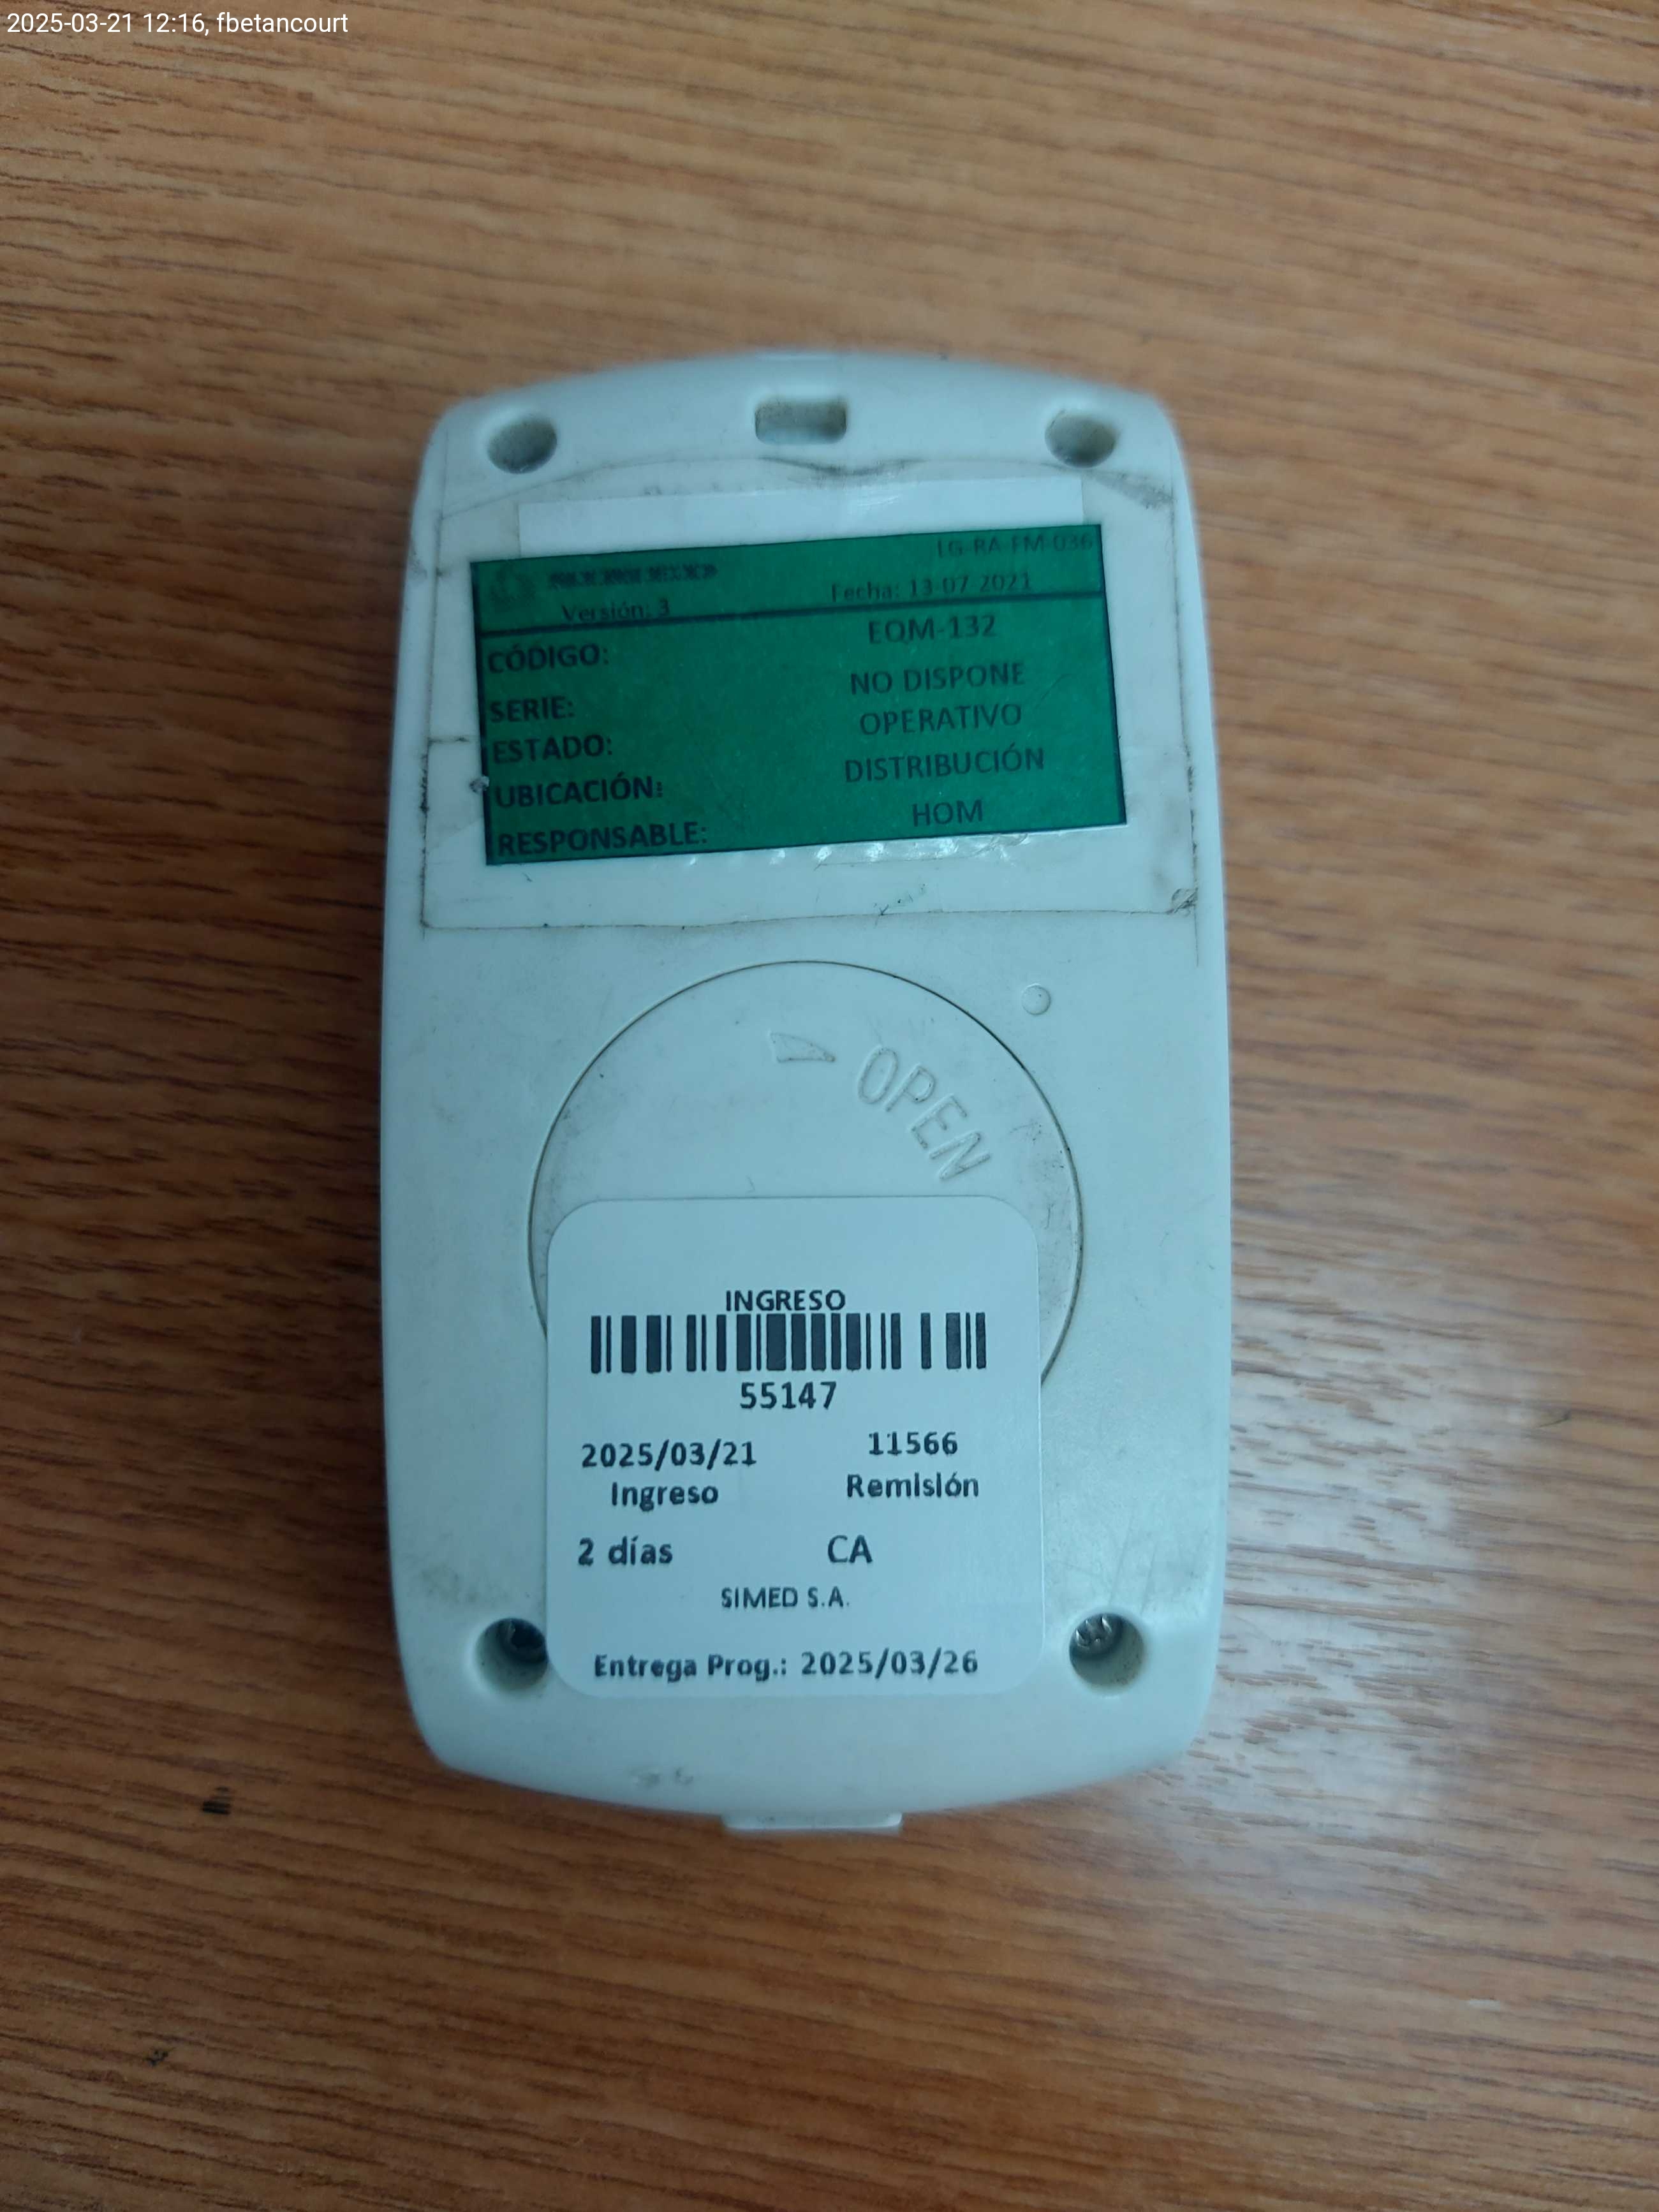 2025-03-21 12:16, fbetancourt
LG-RA-FM-036
Versión: 3 Fecha: 13-07-2021
CÓDIGO: EQM-132
SERIE: NO DISPONE
ESTADO: OPERATIVO
UBICACIÓN: DISTRIBUCIÓN
RESPONSABLE: HOM
OPEN
INGRESO
55147
2025/03/21 11566
Ingreso Remisión
2 días CA
SIMED S.A.
Entrega Prog.: 2025/03/26